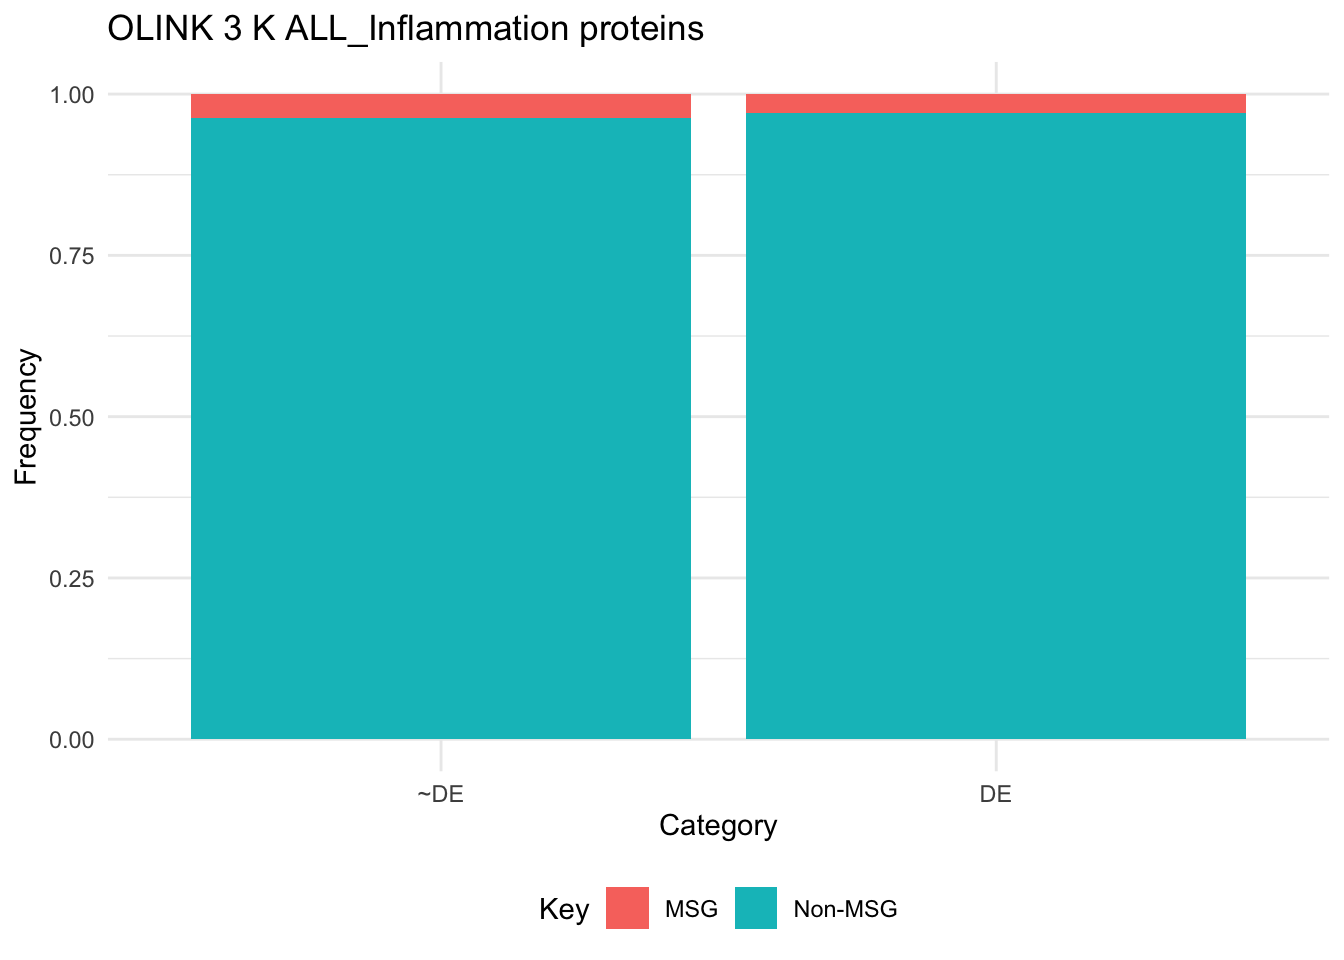 OLINK 3 K ALL_Inflammation proteins
1.00
0.75
0.50
0.25
0.00
Frequency
~DE
DE
Category
Key
MSG
Non-MSG